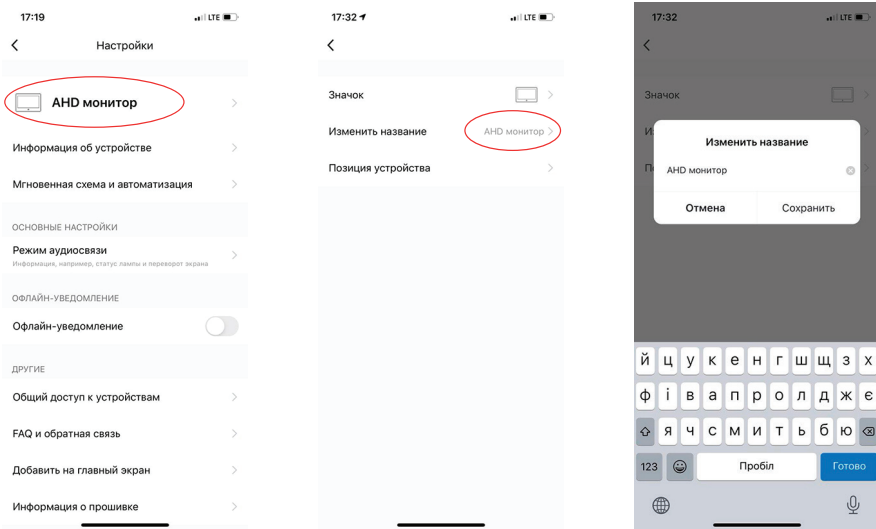 17:19
LTE
Настройки
AHD монитор
Информация об устройстве
Мгновенная схема и автоматизация
ОСНОВНЫЕ НАСТРОЙКИ
Режим аудиосвязи
Информация, например, статус лампы и переворот экрана
ОФЛАЙН-УВЕДОМЛЕНИЕ
Офлайн-уведомление
ДРУГИЕ
Общий доступ к устройствам
FAQ и обратная связь
Добавить на главный экран
Информация о прошивке
17:32
LTE
Значок
Изменить название
AHD монитор
Позиция устройства
17:32
LTE
Значок
Изменить название
AHD монитор
Отмена
Сохранить
й ц у к е н г ш щ з х
ф і в а п р о л д ж є
я ч с м и т ь б ю
123
Пробіл
Готово